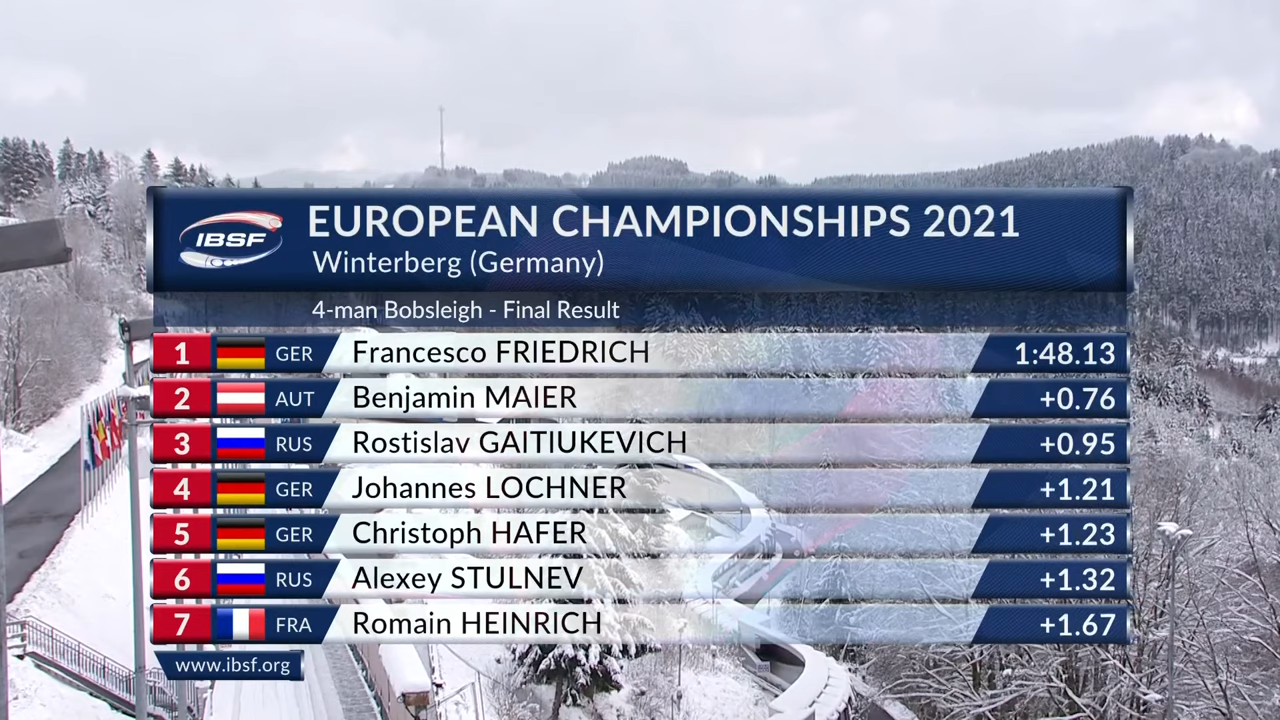 IBSF
EUROPEAN CHAMPIONSHIPS 2021
Winterberg (Germany)
4-man Bobsleigh - Final Result
1 GER Francesco FRIEDRICH 1:48.13
2 AUT Benjamin MAIER +0.76
3 RUS Rostislav GAITIUKEVICH +0.95
4 GER Johannes LOCHNER +1.21
5 GER Christoph HAFER +1.23
6 RUS Alexey STULNEV +1.32
7 FRA Romain HEINRICH +1.67
www.ibsf.org